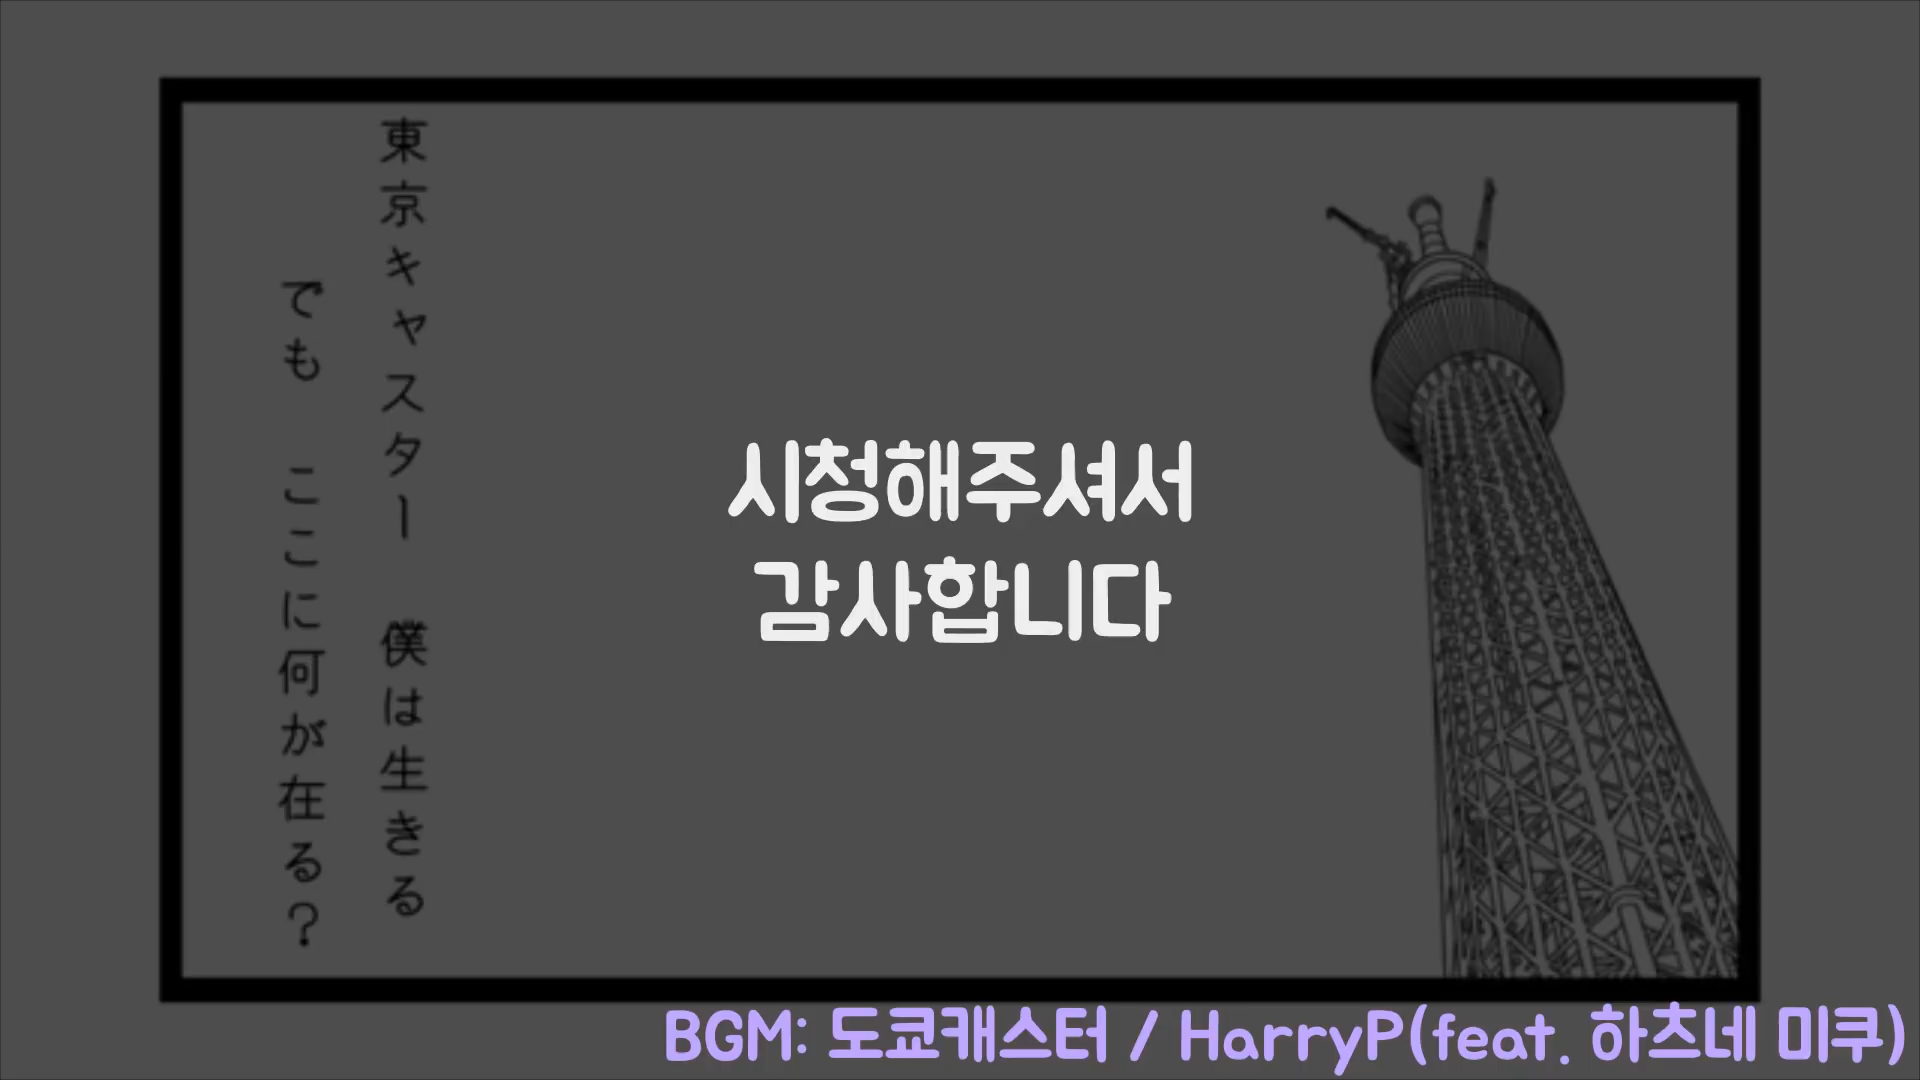 東京キャスター 僕は生きる
でも ここに何が在る?
시청해주셔서
감사합니다
BGM: 도쿄캐스터 / HarryP(feat. 하츠네 미쿠)